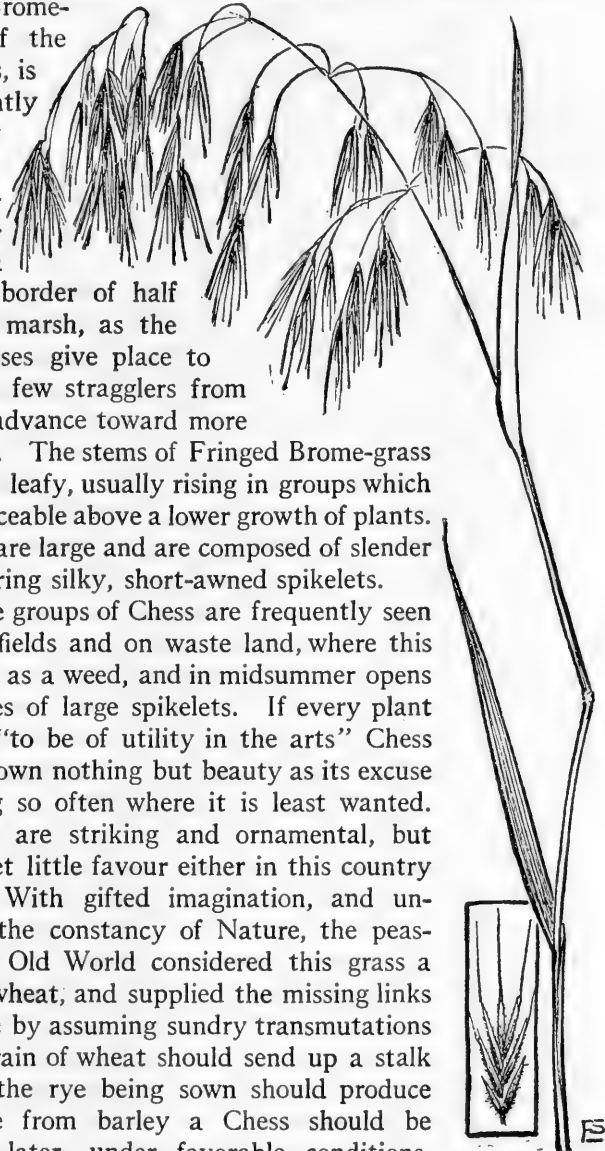 rome-
f the
, is
tly
border of half
marsh, as the
ses give place to
few stragglers from
advance toward more
. The stems of Fringed Brome-grass
leafy, usually rising in groups which
ceable above a lower growth of plants.
are large and are composed of slender
ring silky, short-awned spikelets.
e groups of Chess are frequently seen
fields and on waste land, where this
as a weed, and in midsummer opens
es of large spikelets. If every plant
"to be of utility in the arts" Chess
own nothing but beauty as its excuse
g so often where it is least wanted.
are striking and ornamental, but
et little favour either in this country
With gifted imagination, and un-
the constancy of Nature, the peas-
Old World considered this grass a
wheat, and supplied the missing links
e by assuming sundry transmutations
rain of wheat should send up a stalk
the rye being sown should produce
e from barley a Chess should be
later, under favorable conditions,